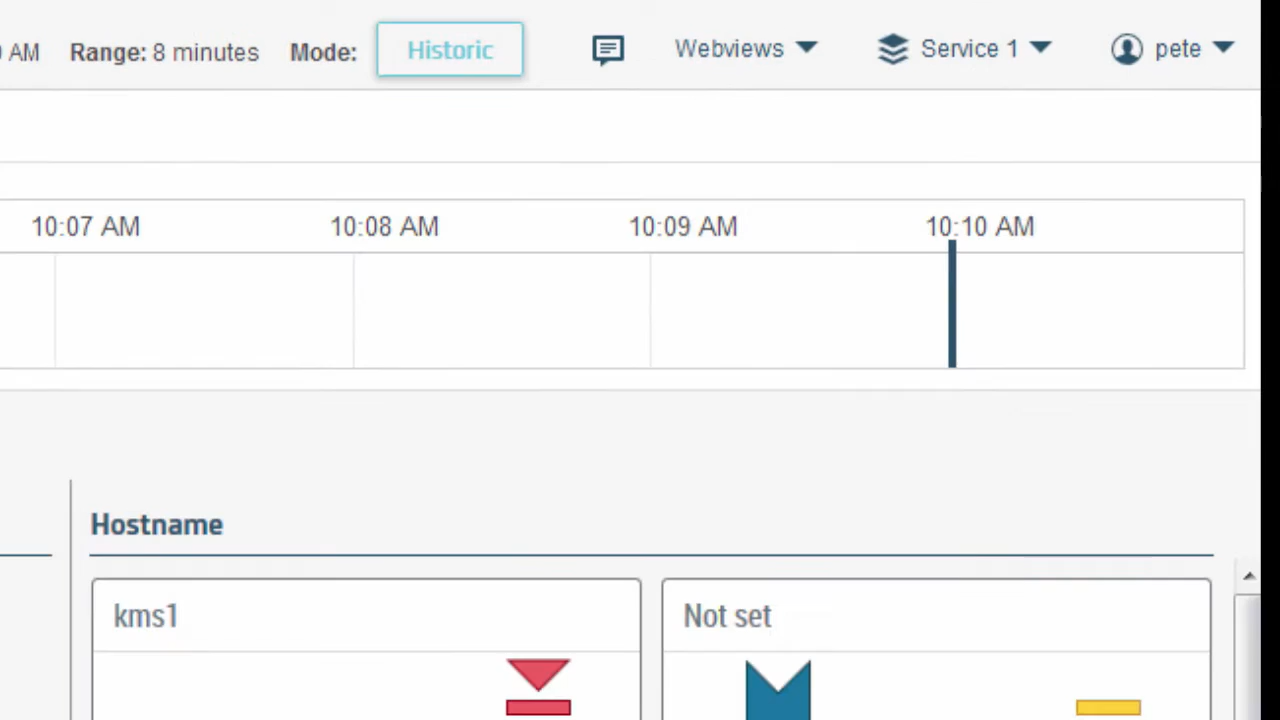 AM Range: 8 minutes Mode: Historic Webviews Service 1 pete
10:07 AM 10:08 AM 10:09 AM 10:10 AM
Hostname
kms1 Not set